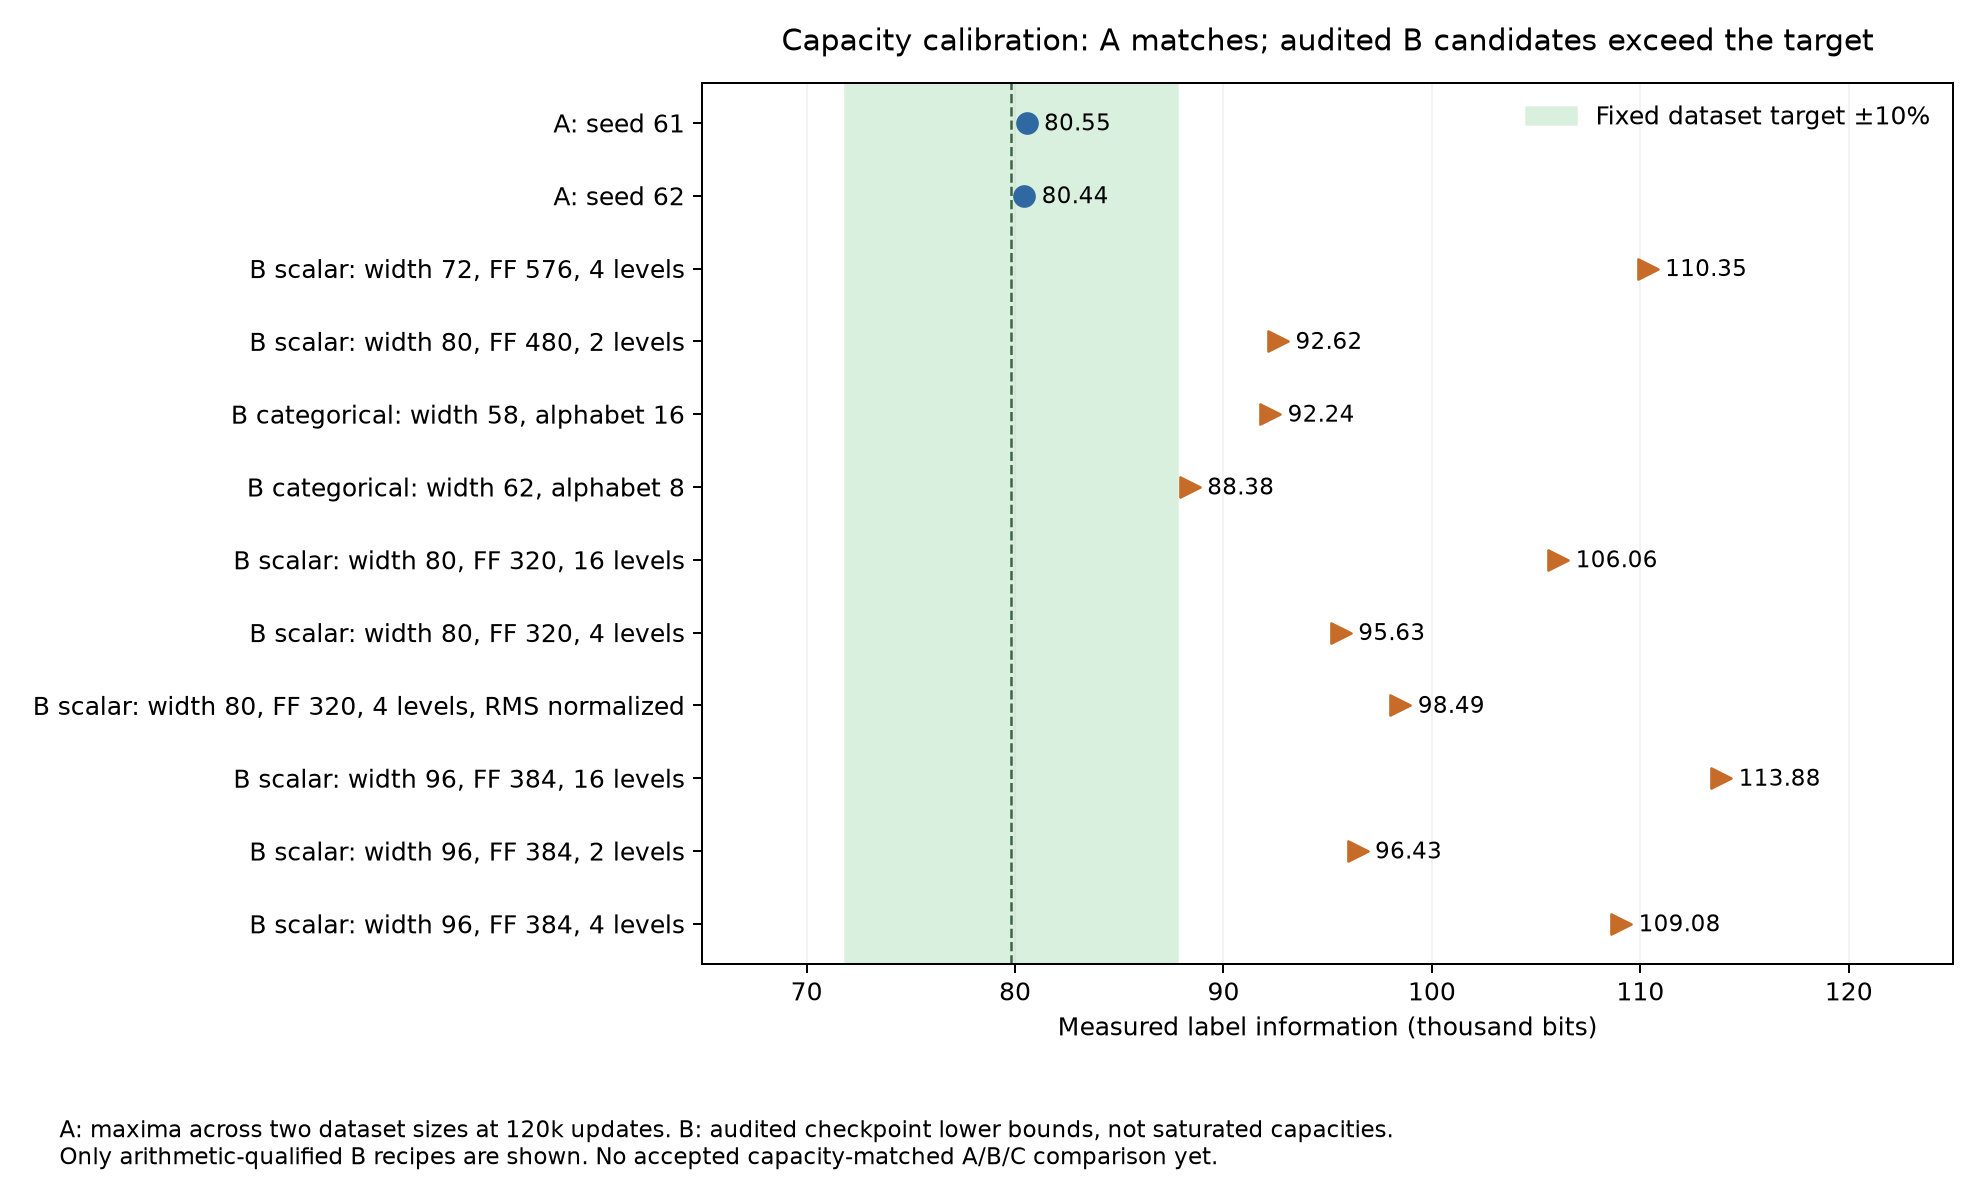 Capacity calibration: A matches; audited B candidates exceed the target
Fixed dataset target ±10%
A: seed 61
80.55
A: seed 62
80.44
B scalar: width 72, FF 576, 4 levels
110.35
B scalar: width 80, FF 480, 2 levels
92.62
B categorical: width 58, alphabet 16
92.24
B categorical: width 62, alphabet 8
88.38
B scalar: width 80, FF 320, 16 levels
106.06
B scalar: width 80, FF 320, 4 levels
95.63
B scalar: width 80, FF 320, 4 levels, RMS normalized
98.49
B scalar: width 96, FF 384, 16 levels
113.88
B scalar: width 96, FF 384, 2 levels
96.43
B scalar: width 96, FF 384, 4 levels
109.08
70 80 90 100 110 120
Measured label information (thousand bits)
A: maxima across two dataset sizes at 120k updates. B: audited checkpoint lower bounds, not saturated capacities.
Only arithmetic-qualified B recipes are shown. No accepted capacity-matched A/B/C comparison yet.